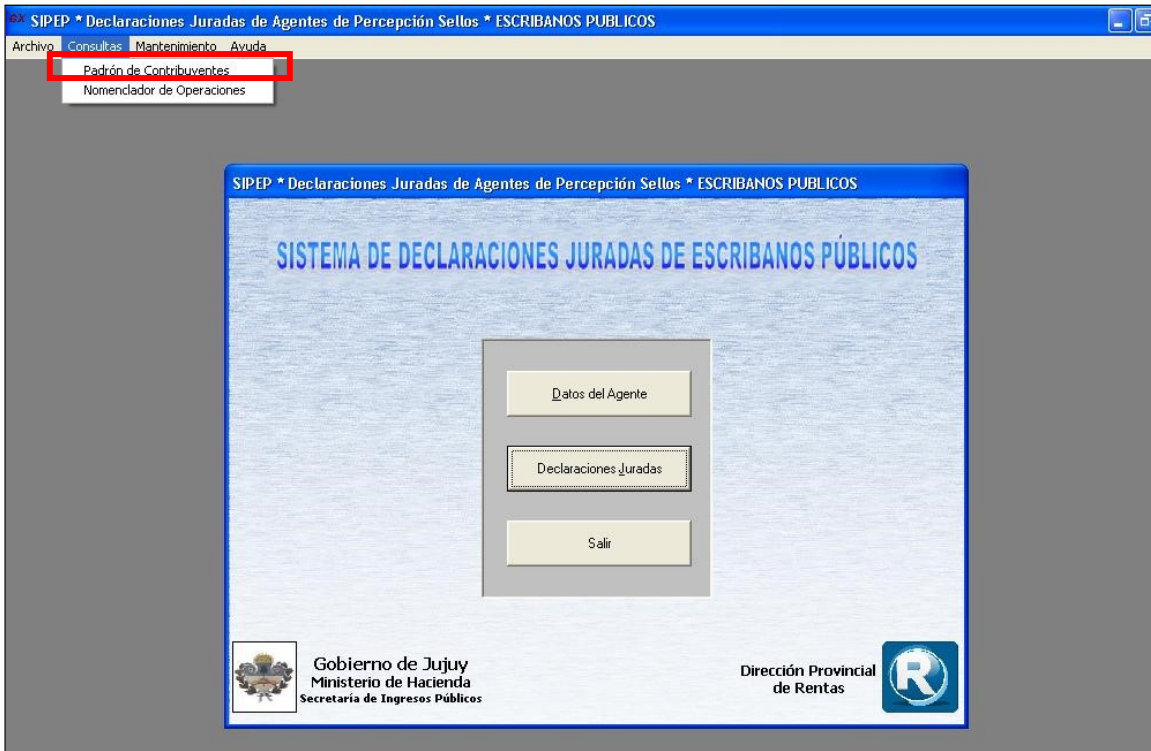 SIPEP * Declaraciones Juradas de Agentes de Percepción Sellos * ESCRIBANOS PUBLICOS
Archivo Consultas Mantenimiento Ayuda
Padrón de Contribuyentes
Nomenclador de Operaciones
SIPEP * Declaraciones Juradas de Agentes de Percepción Sellos * ESCRIBANOS PUBLICOS
SISTEMA DE DECLARACIONES JURADAS DE ESCRIBANOS PÚBLICOS
Datos del Agente
Declaraciones Juradas
Salir
Gobierno de Jujuy
Ministerio de Hacienda
Secretaría de Ingresos Públicos
Dirección Provincial
de Rentas
R